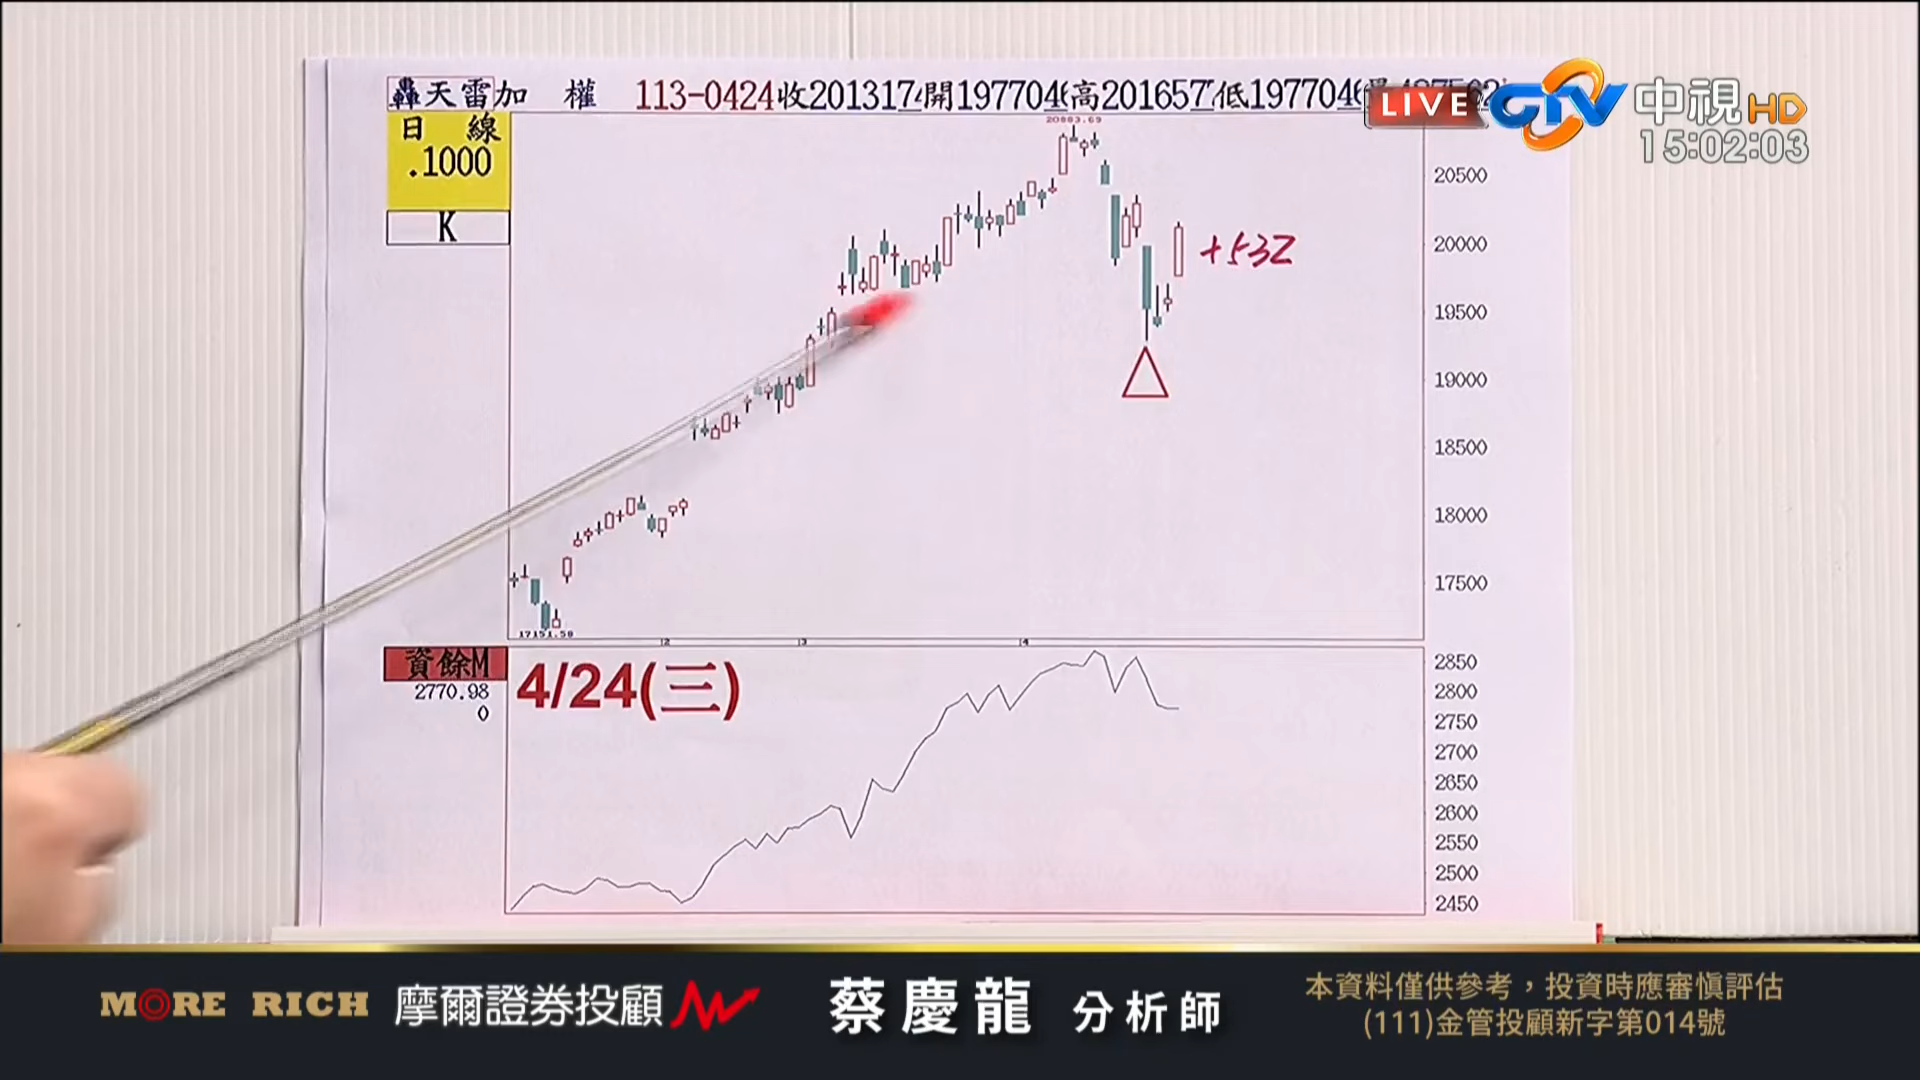 轟天雷加 權 113-0424收201317開197704高201657低197704
LIVE CTV中視HD
15:02:03
日 線
.1000
K
20883.69
20500
20000
19500
19000
18500
18000
17500
+532
17151.58
2
3
4
資餘M
2770.98
0
4/24(三)
2850
2800
2750
2700
2650
2600
2550
2500
2450
MORE RICH 摩爾證券投顧 蔡慶龍 分析師
本資料僅供參考，投資時應審慎評估
(111)金管投顧新字第014號